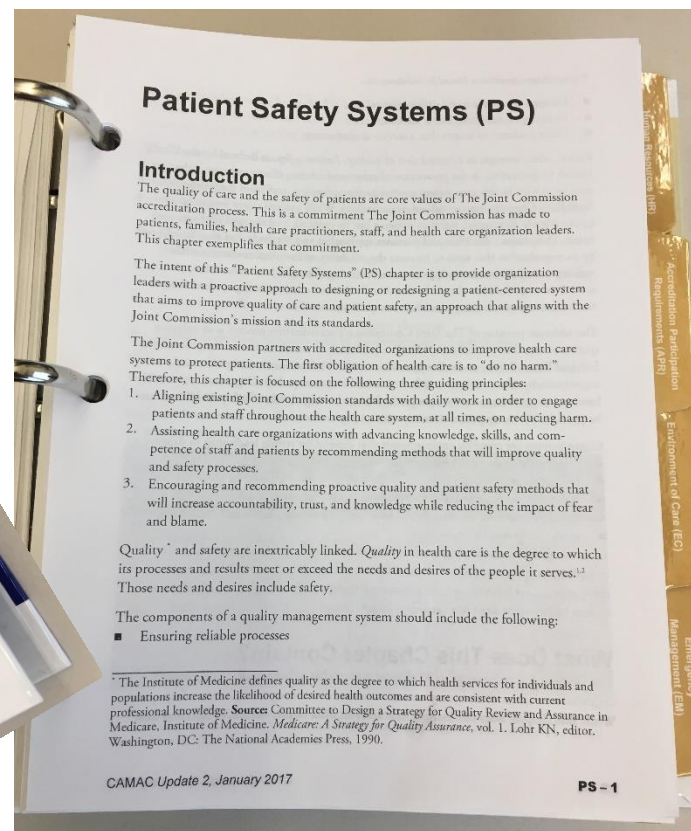 Patient Safety Systems (PS)
Introduction
The quality of care and the safety of patients are core values of The Joint Commission
accreditation process. This is a commitment The Joint Commission has made to
patients, families, health care practitioners, staff, and health care organization leaders.
This chapter exemplifies that commitment.
The intent of this “Patient Safety Systems” (PS) chapter is to provide organization
leaders with a proactive approach to designing or redesigning a patient-centered system
that aims to improve quality of care and patient safety, an approach that aligns with the
Joint Commission’s mission and its standards.
The Joint Commission partners with accredited organizations to improve health care
systems to protect patients. The first obligation of health care is to “do no harm.”
Therefore, this chapter is focused on the following three guiding principles:
1. Aligning existing Joint Commission standards with daily work in order to engage
patients and staff throughout the health care system, at all times, on reducing harm.
2. Assisting health care organizations with advancing knowledge, skills, and com-
petence of staff and patients by recommending methods that will improve quality
and safety processes.
3. Encouraging and recommending proactive quality and patient safety methods that
will increase accountability, trust, and knowledge while reducing the impact of fear
and blame.
Quality * and safety are inextricably linked. Quality in health care is the degree to which
its processes and results meet or exceed the needs and desires of the people it serves.1,2
Those needs and desires include safety.
The components of a quality management system should include the following:
■ Ensuring reliable processes
* The Institute of Medicine defines quality as the degree to which health services for individuals and
populations increase the likelihood of desired health outcomes and are consistent with current
professional knowledge. Source: Committee to Design a Strategy for Quality Review and Assurance in
Medicare, Institute of Medicine. Medicare: A Strategy for Quality Assurance, vol. 1. Lohr KN, editor.
Washington, DC: The National Academies Press, 1990.
CAMAC Update 2, January 2017
PS – 1
Human Resources (HR)
Accreditation Participation
Requirements (APR)
Environment of Care (EC)
Emergency
Management (EM)